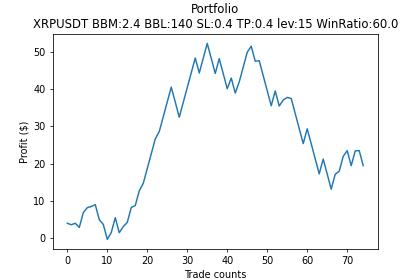 Portfolio
XRPUSDT BBM:2.4 BBL:140 SL:0.4 TP:0.4 lev:15 WinRatio:60.0
50
40
30
20
10
0
Profit ($)
0 10 20 30 40 50 60 70
Trade counts